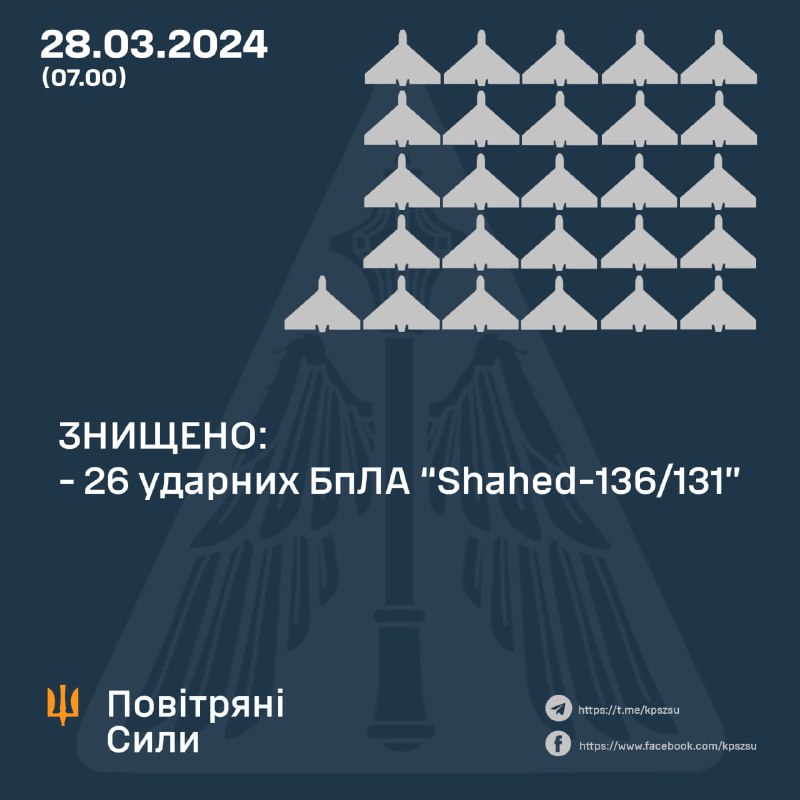 28.03.2024
(07.00)
ЗНИЩЕНО:
- 26 ударних БпЛА “Shahed-136/131”
Повітряні
Сили
https://t.me/kpszsu
https://www.facebook.com/kpszsu